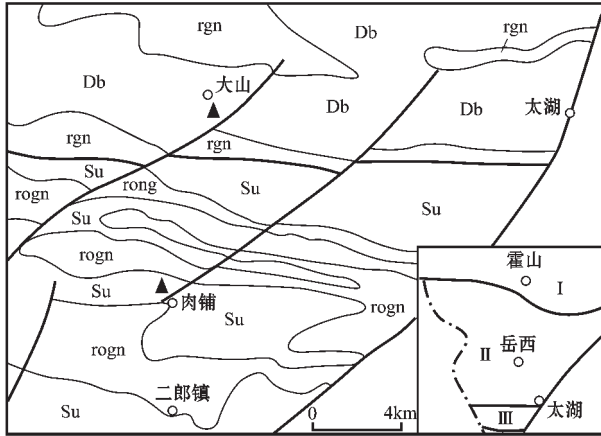 rgn
Db
rgn
Db
大山
Db
Db
太湖
rgn
rgn
Su
rong
Su
rogn
Su
Su
rogn
Su
肉铺
Su
rogn
rogn
二郎镇
Su
0
4km
霍山
I
II
岳西
太湖
III